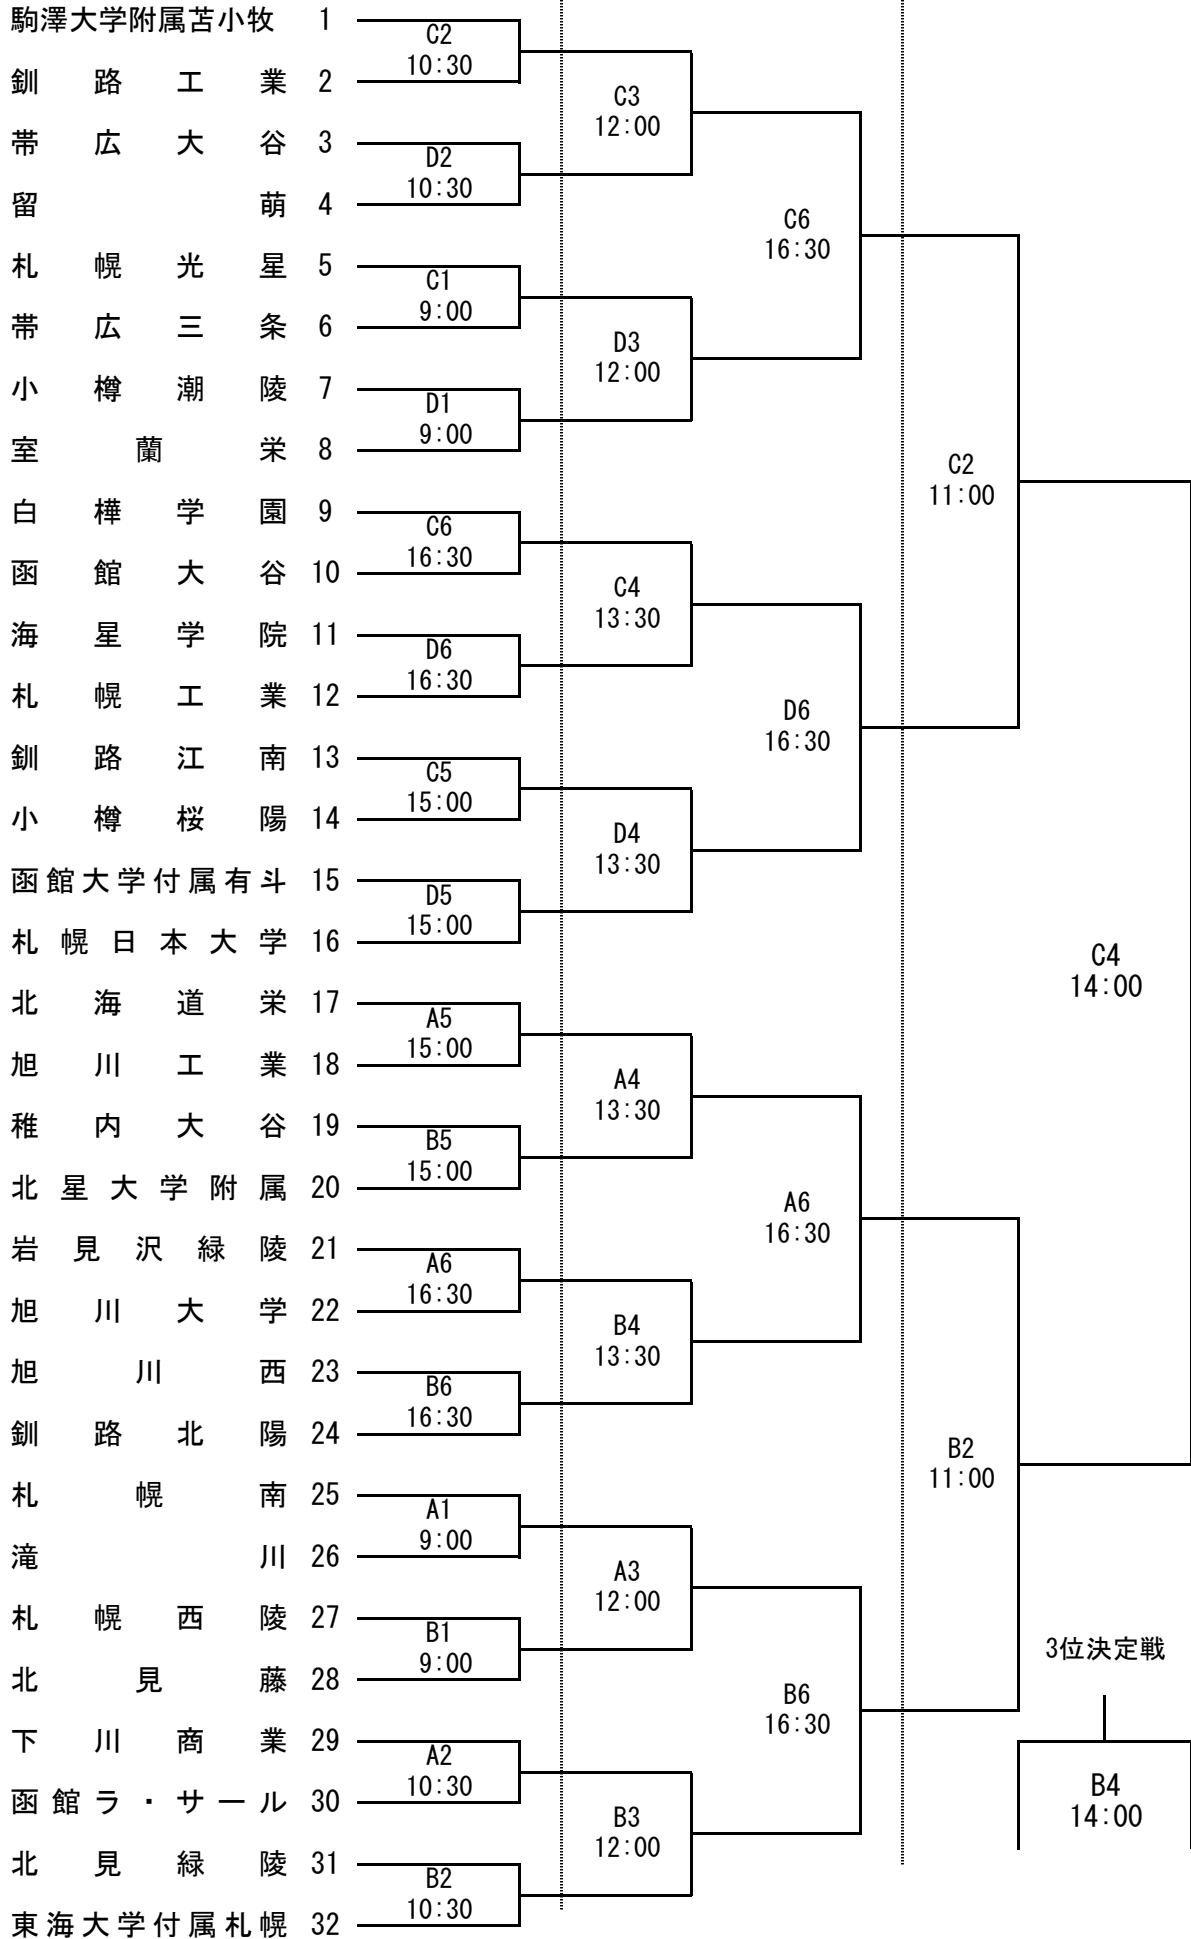 駒澤大学附属苫小牧 1
C2
10:30
釧路工業 2
C3
12:00
帯広大谷 3
D2
10:30
留萌 4
C6
16:30
札幌光星 5
C1
9:00
帯広三条 6
D3
12:00
小樽潮陵 7
D1
9:00
室蘭栄 8
C2
11:00
白樺学園 9
C6
16:30
函館大谷 10
C4
13:30
海星学院 11
D6
16:30
札幌工業 12
D6
16:30
釧路江南 13
C5
15:00
小樽桜陽 14
D4
13:30
函館大学付属有斗 15
D5
15:00
札幌日本大学 16
C4
14:00
北海道栄 17
A5
15:00
旭川工業 18
A4
13:30
稚内大谷 19
B5
15:00
北星大学附属 20
A6
16:30
岩見沢緑陵 21
A6
16:30
旭川大学 22
B4
13:30
旭川西 23
B6
16:30
釧路北陽 24
B2
11:00
札幌南 25
A1
9:00
滝川 26
A3
12:00
札幌西陵 27
B1
9:00
3位決定戦
北見藤 28
B6
16:30
下川商業 29
A2
10:30
B4
14:00
函館ラ・サール 30
B3
12:00
北見緑陵 31
B2
10:30
東海大学付属札幌 32